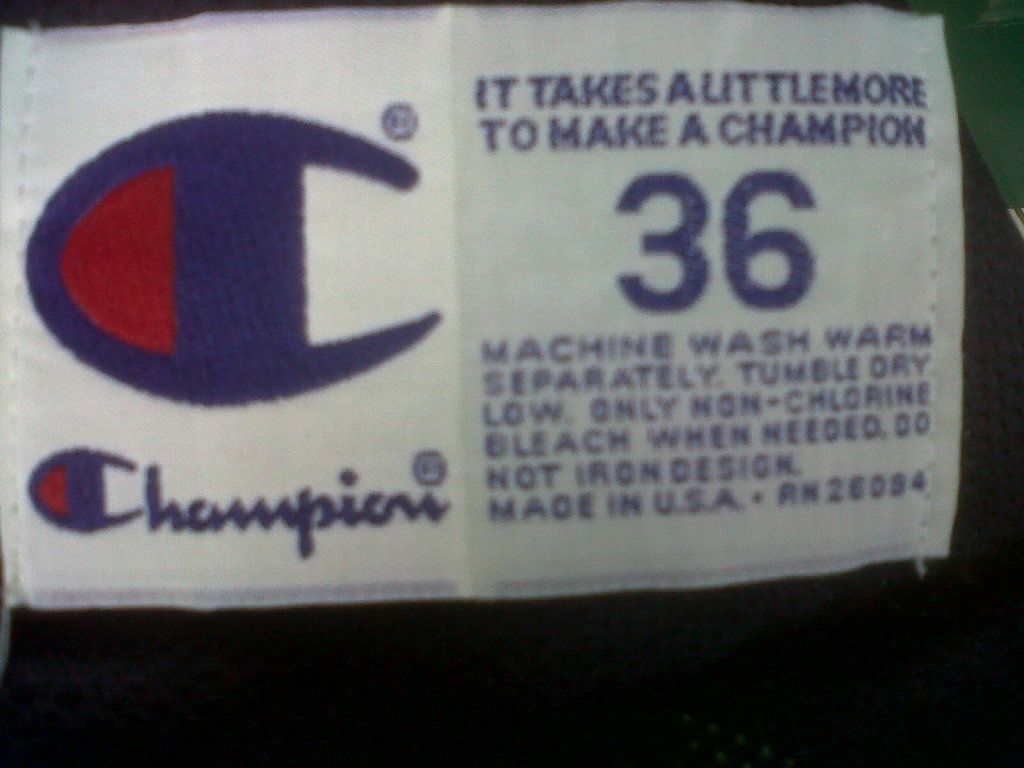 ®
Champion®
IT TAKES A LITTLE MORE
TO MAKE A CHAMPION
36
MACHINE WASH WARM
SEPARATELY. TUMBLE DRY
LOW. ONLY NON-CHLORINE
BLEACH WHEN NEEDED. DO
NOT IRON DESIGN.
MADE IN U.S.A. • RN 26094